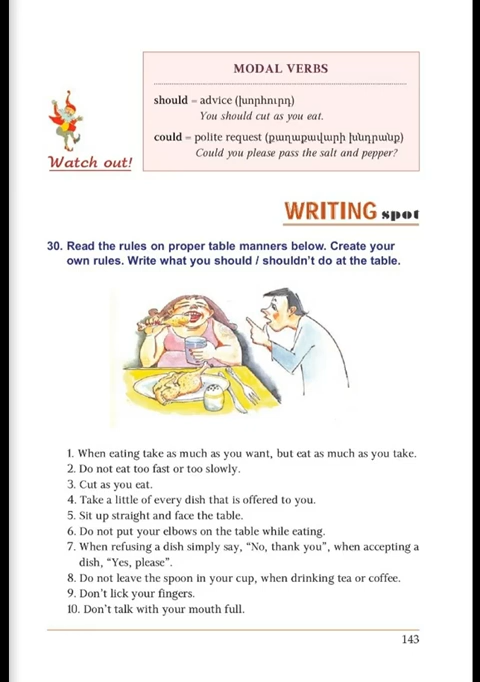 MODAL VERBS
should = advice (խորհուրդ)
You should cut as you eat.
could = polite request (քաղաքավարի խնդրանք)
Could you please pass the salt and pepper?
Watch out!
WRITING spot
30. Read the rules on proper table manners below. Create your
own rules. Write what you should / shouldn't do at the table.
1. When eating take as much as you want, but eat as much as you take.
2. Do not eat too fast or too slowly.
3. Cut as you eat.
4. Take a little of every dish that is offered to you.
5. Sit up straight and face the table.
6. Do not put your elbows on the table while eating.
7. When refusing a dish simply say, “No, thank you”, when accepting a
dish, “Yes, please”.
8. Do not leave the spoon in your cup, when drinking tea or coffee.
9. Don't lick your fingers.
10. Don't talk with your mouth full.
143